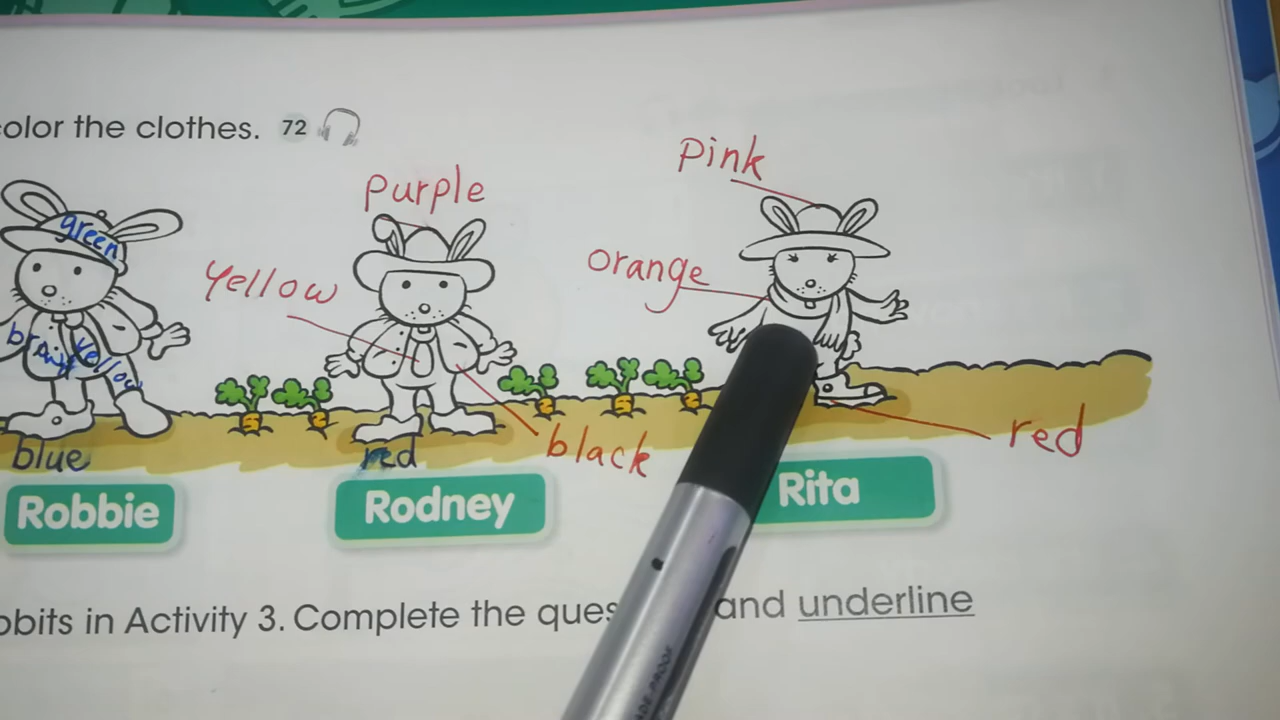 color the clothes. 72
Pink
Purple
green
orange
Yellow
yellow
black
red
blue
red
Robbie
Rodney
Rita
bbits in Activity 3. Complete the ques and underline